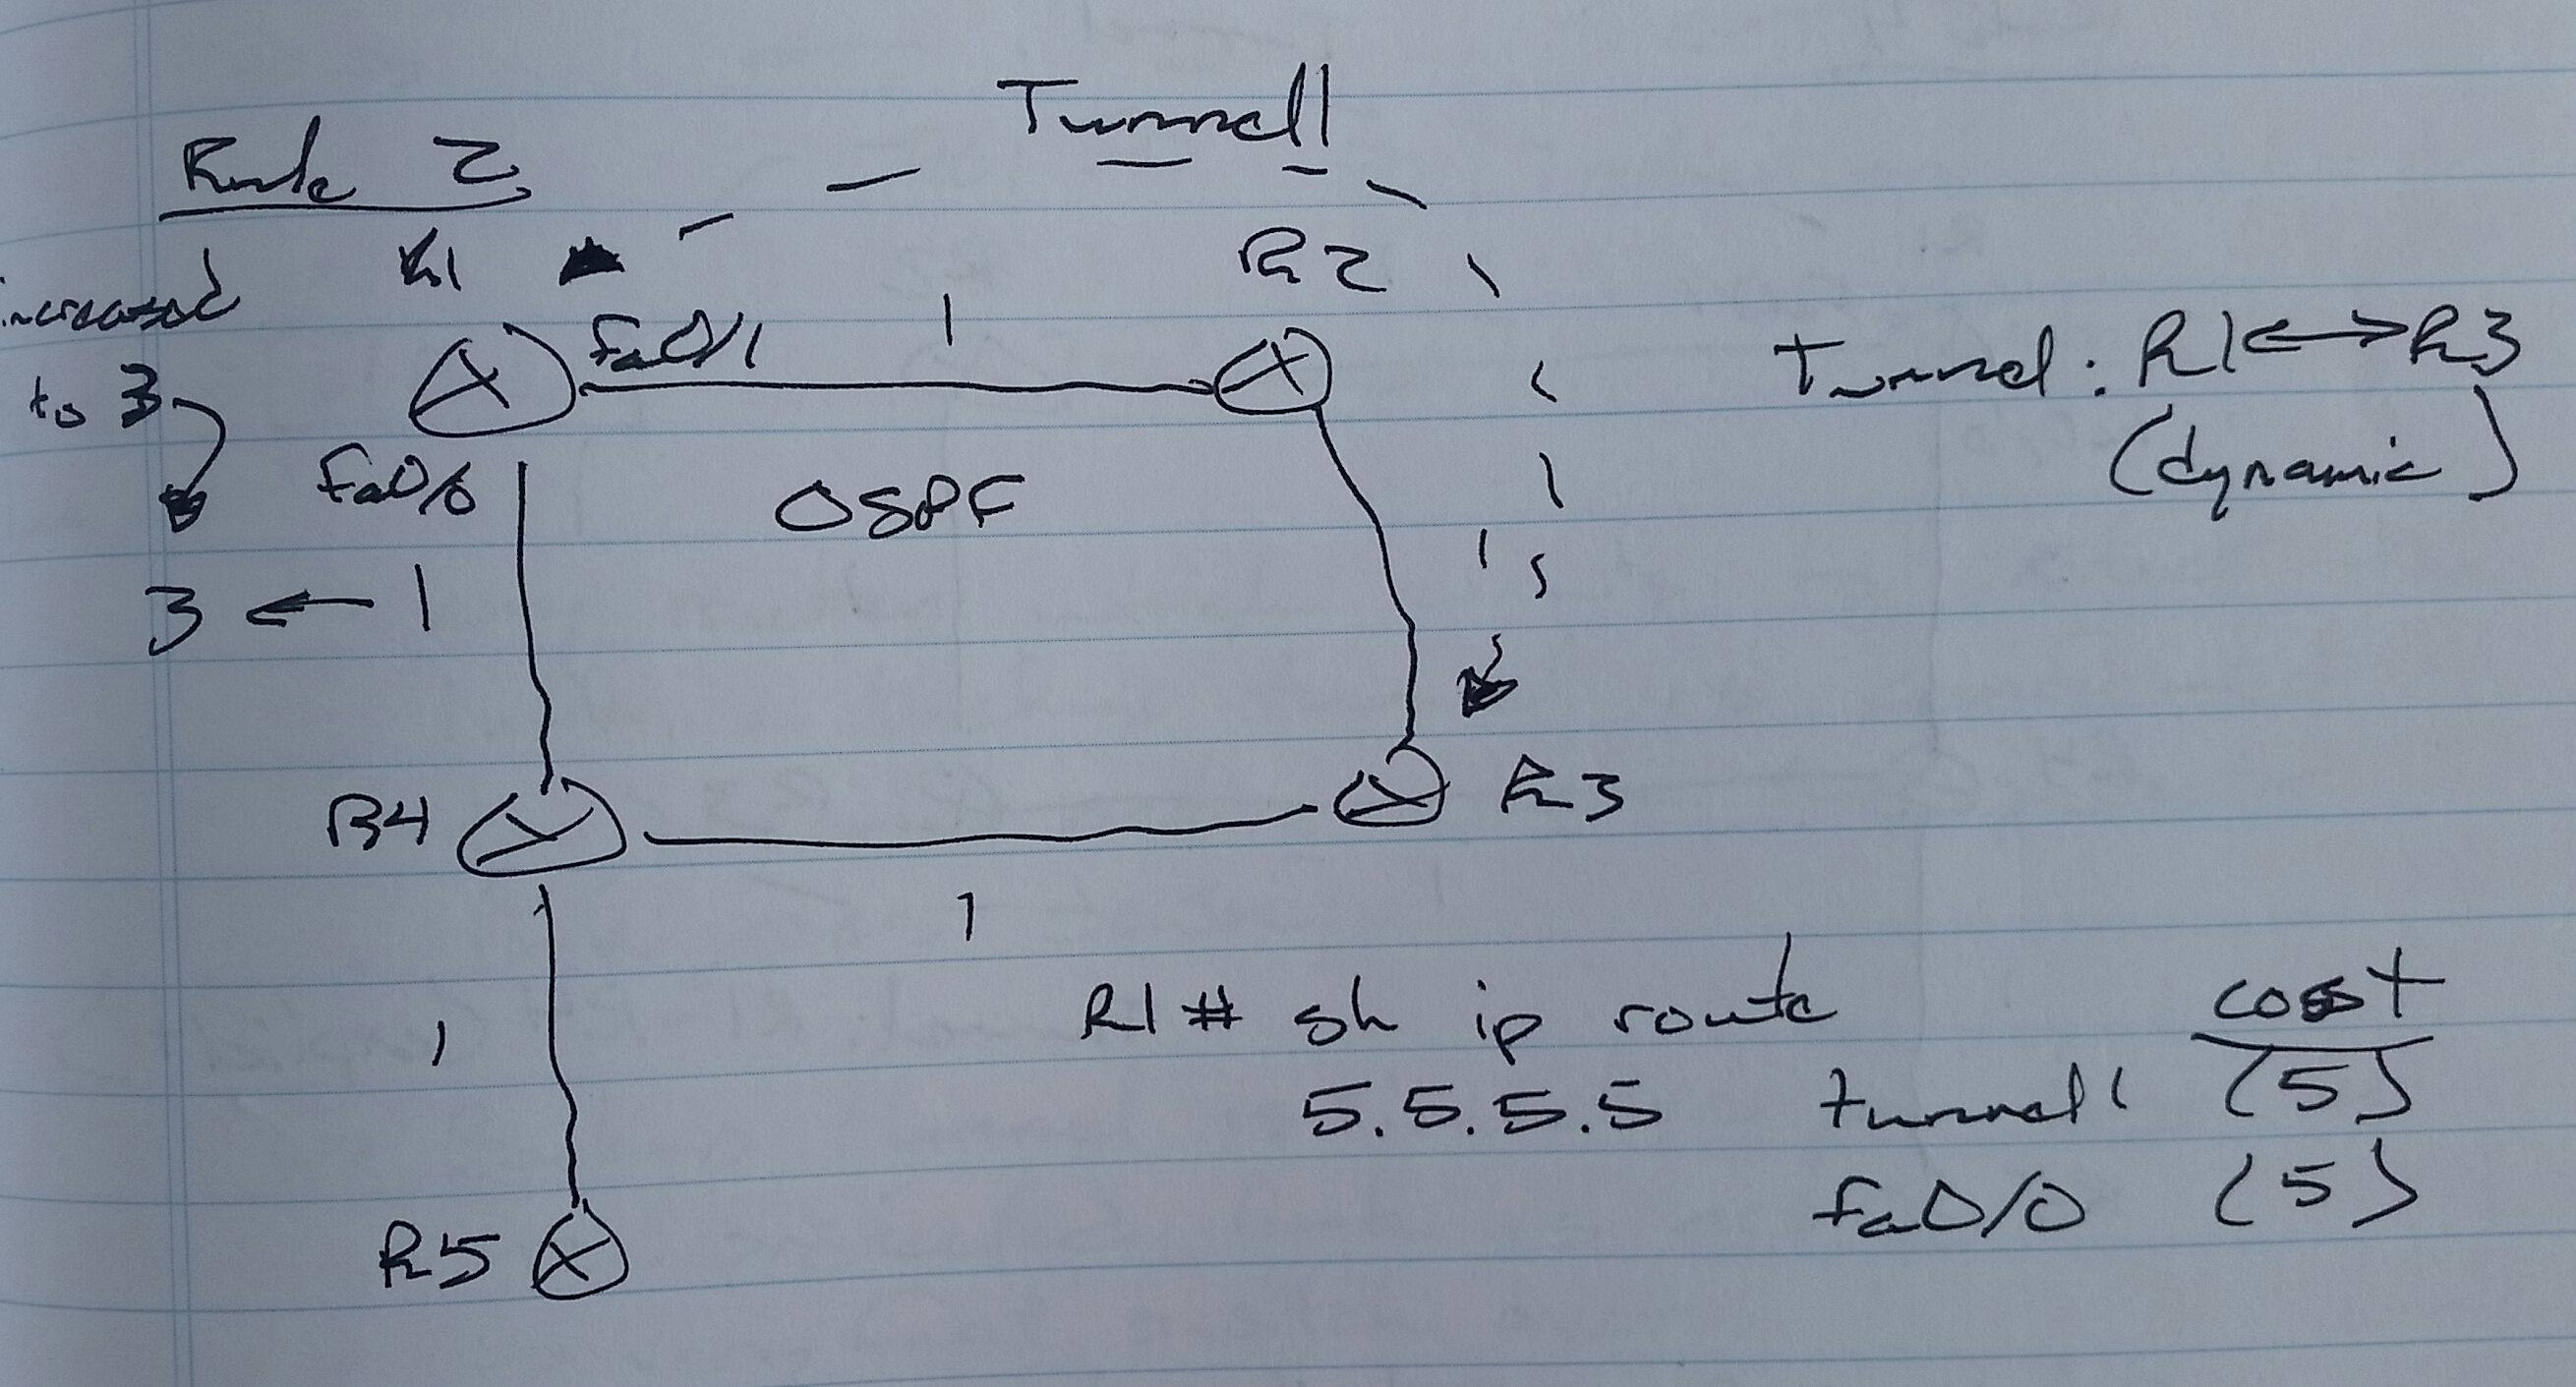 Tunnel1
Rule 2
R1
R2
increased
to 3
Fa0/1
1
Tunnel: R1 <-> R3
(dynamic)
Fa0/0
OSPF
3 ← 1
1
R4
R3
1
1
R1# sh ip route
cost
5.5.5.5 tunnel1 (5)
fa0/0 (5)
R5